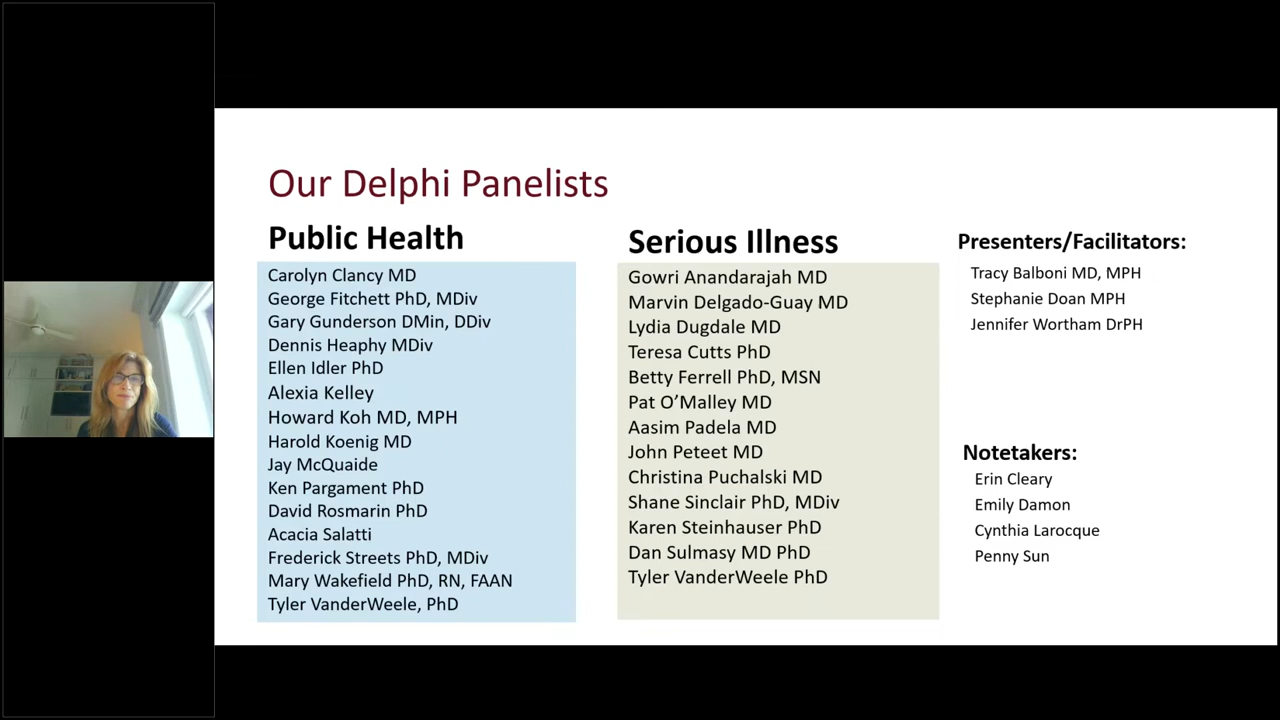 Our Delphi Panelists
Public Health
Carolyn Clancy MD
George Fitchett PhD, MDiv
Gary Gunderson DMin, DDiv
Dennis Heaphy MDiv
Ellen Idler PhD
Alexia Kelley
Howard Koh MD, MPH
Harold Koenig MD
Jay McQuaide
Ken Pargament PhD
David Rosmarin PhD
Acacia Salatti
Frederick Streets PhD, MDiv
Mary Wakefield PhD, RN, FAAN
Tyler VanderWeele, PhD
Serious Illness
Gowri Anandarajah MD
Marvin Delgado-Guay MD
Lydia Dugdale MD
Teresa Cutts PhD
Betty Ferrell PhD, MSN
Pat O’Malley MD
Aasim Padela MD
John Peteet MD
Christina Puchalski MD
Shane Sinclair PhD, MDiv
Karen Steinhauser PhD
Dan Sulmasy MD PhD
Tyler VanderWeele PhD
Presenters/Facilitators:
Tracy Balboni MD, MPH
Stephanie Doan MPH
Jennifer Wortham DrPH
Notetakers:
Erin Cleary
Emily Damon
Cynthia Larocque
Penny Sun